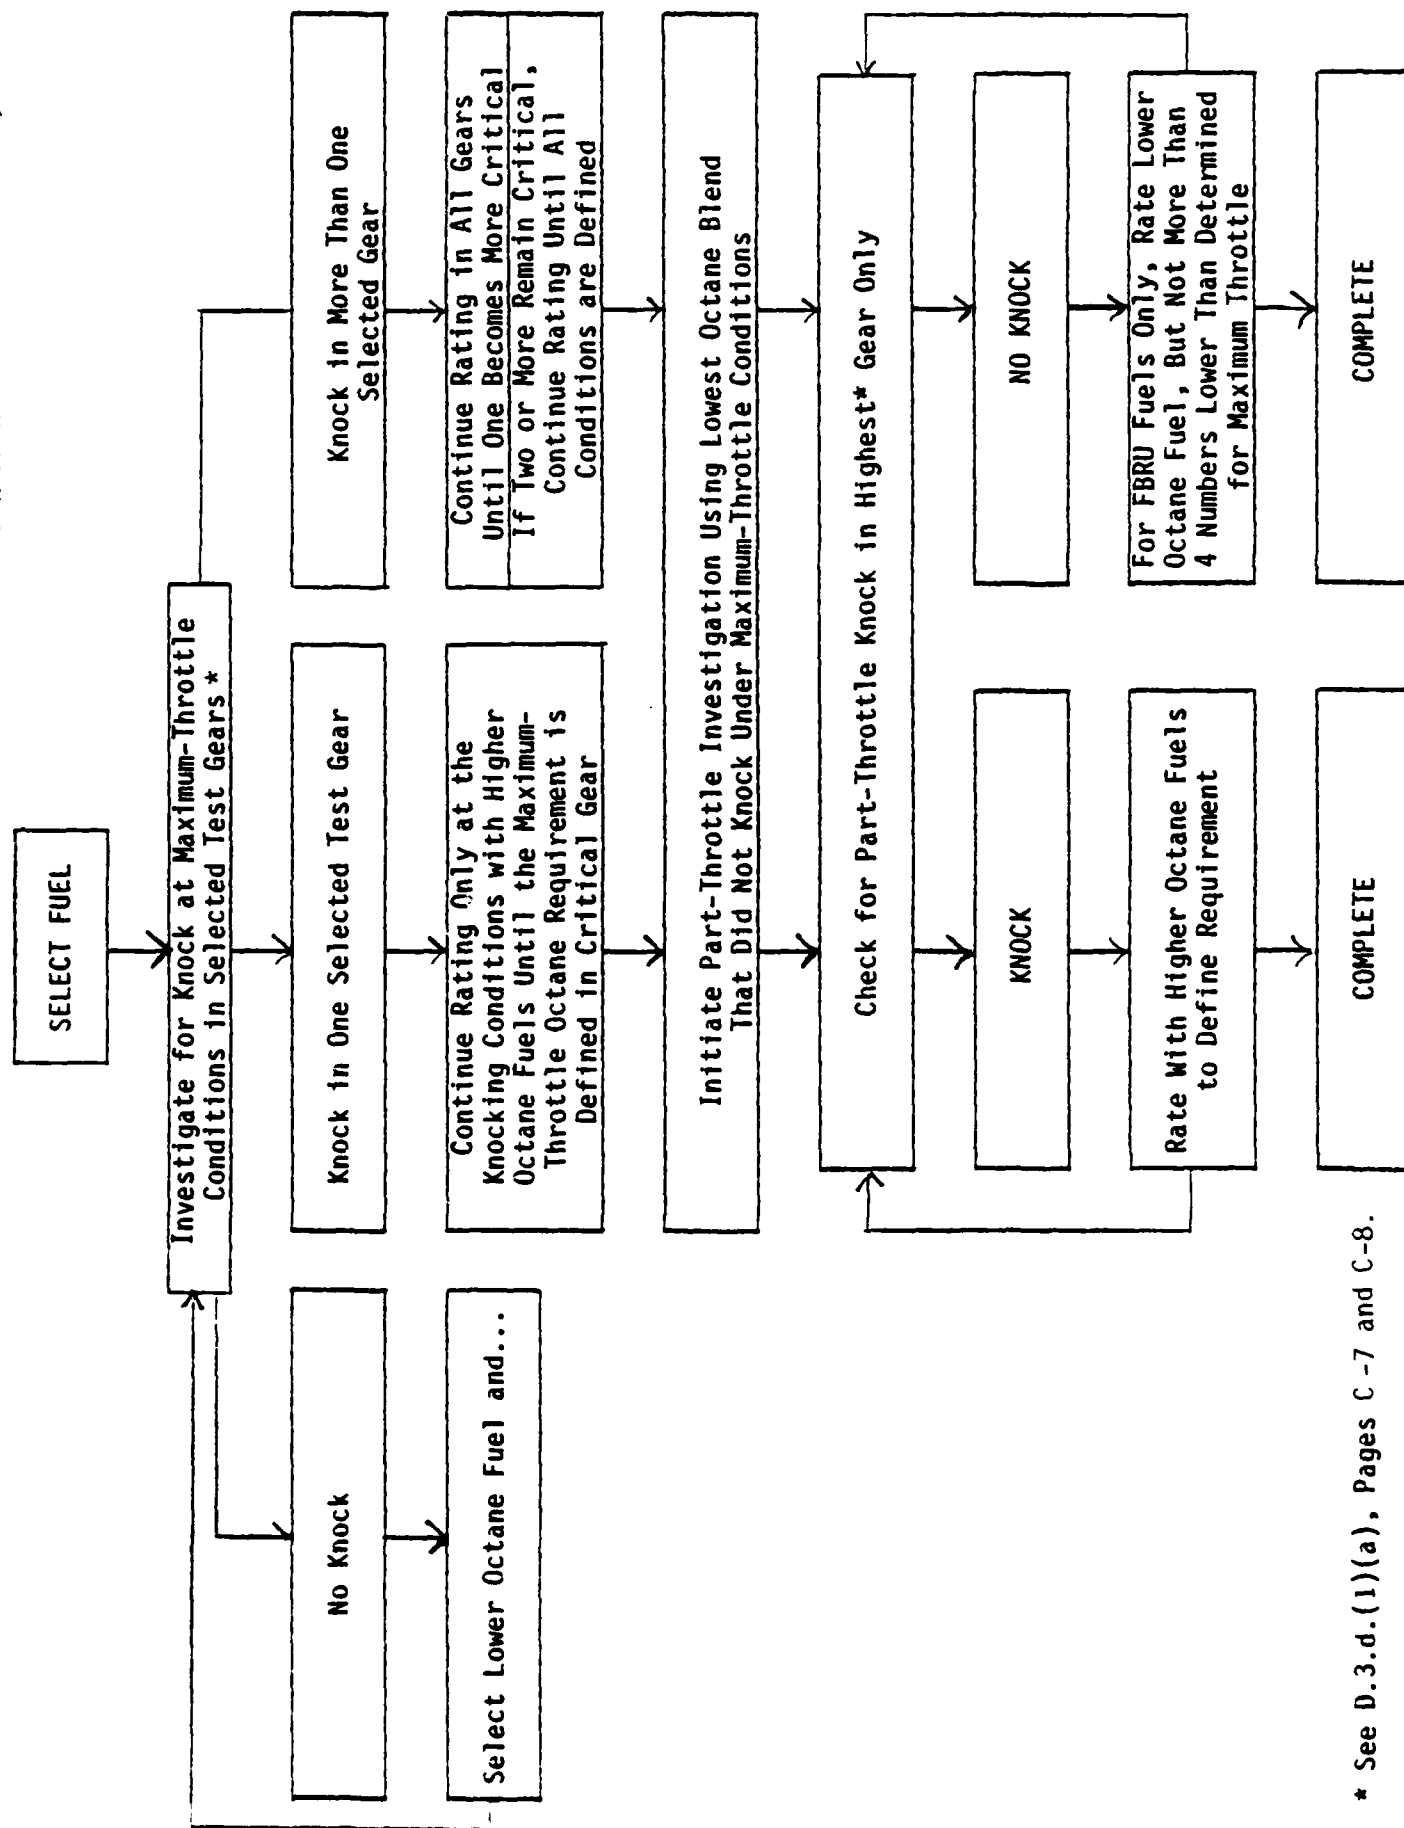 SELECT FUEL
Investigate for Knock at Maximum-Throttle
Conditions in Selected Test Gears*
No Knock
Knock in One Selected Test Gear
Knock in More Than One
Selected Gear
Select Lower Octane Fuel and...
Continue Rating Only at the
Knocking Conditions with Higher
Octane Fuels Until the Maximum-
Throttle Octane Requirement is
Defined in Critical Gear
Continue Rating in All Gears
Until One Becomes More Critical
If Two or More Remain Critical,
Continue Rating Until All
Conditions are Defined
Initiate Part-Throttle Investigation Using Lowest Octane Blend
That Did Not Knock Under Maximum-Throttle Conditions
Check for Part-Throttle Knock in Highest* Gear Only
KNOCK
NO KNOCK
Rate With Higher Octane Fuels
to Define Requirement
For FBRU Fuels Only, Rate Lower
Octane Fuel, But Not More Than
4 Numbers Lower Than Determined
for Maximum Throttle
COMPLETE
COMPLETE
* See D.3.d.(1)(a), Pages C-7 and C-8.